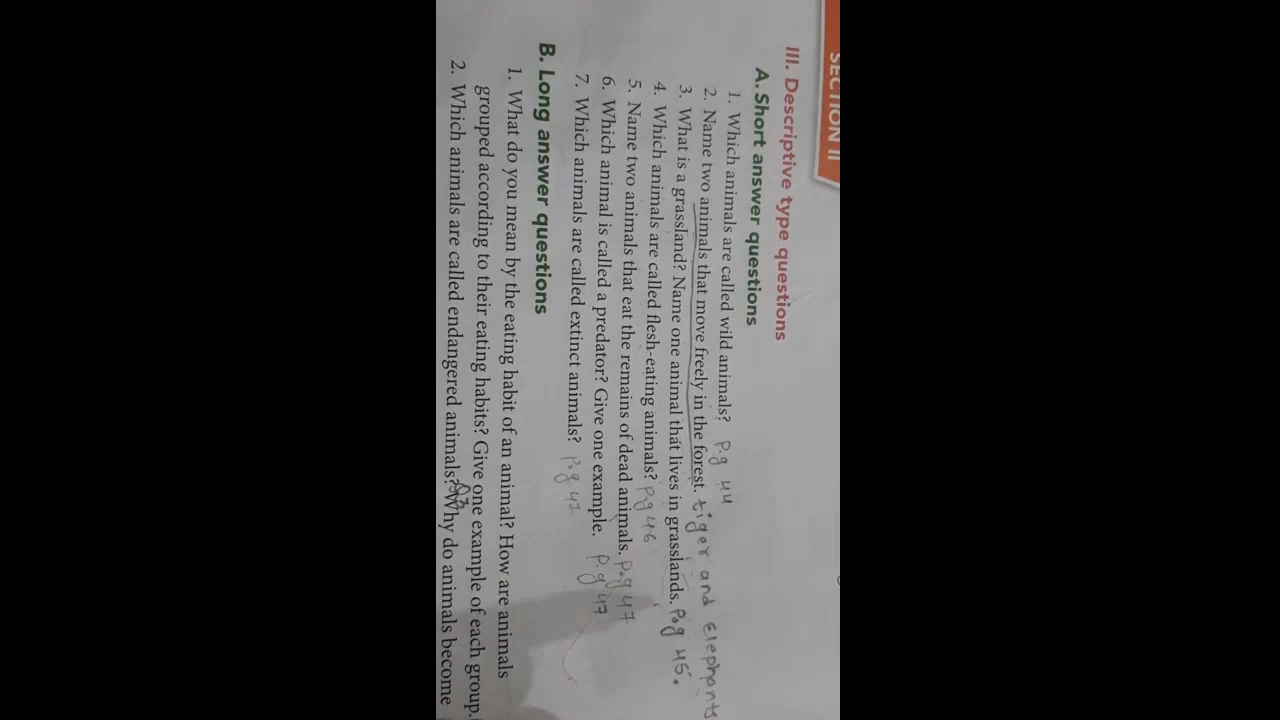 SECTION II
III. Descriptive type questions
A. Short answer questions
1. Which animals are called wild animals? P.g 44
2. Name two animals that move freely in the forest. tiger and Elephants
3. What is a grassland? Name one animal that lives in grasslands. P.g 45.
4. Which animals are called flesh-eating animals? P.g 46
5. Name two animals that eat the remains of dead animals. P.g 47
6. Which animal is called a predator? Give one example. P.g 47
7. Which animals are called extinct animals? P.g 47
B. Long answer questions
1. What do you mean by the eating habit of an animal? How are animals
grouped according to their eating habits? Give one example of each group.
2. Which animals are called endangered animals? Why do animals become